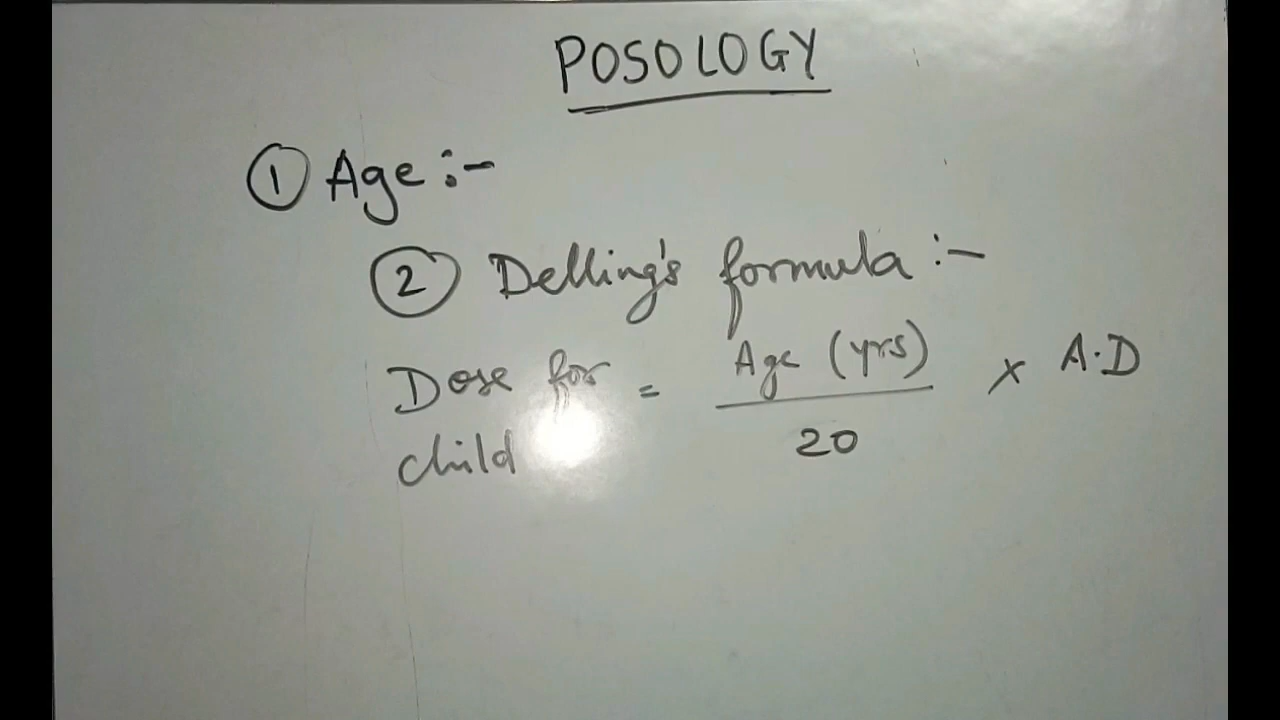 POSOLOGY
① Age :-
② Delling's formula :-
Dose for child = Age (yrs) / 20 × A.D